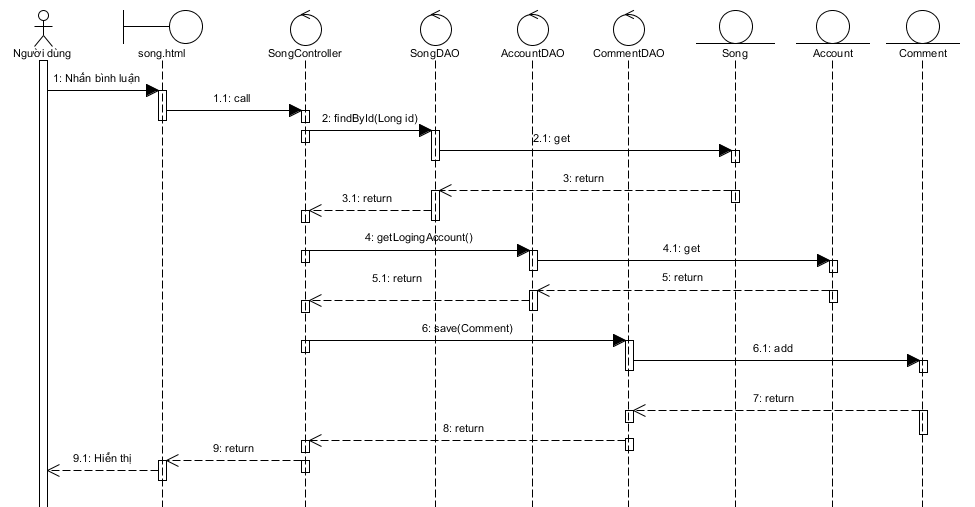 Người dùng
song.html
SongController
SongDAO
AccountDAO
CommentDAO
Song
Account
Comment
1: Nhấn bình luận
1.1: call
2: findById(Long id)
2.1: get
3: return
3.1: return
4: getLogingAccount()
4.1: get
5: return
5.1: return
6: save(Comment)
6.1: add
7: return
8: return
9: return
9.1: Hiển thị